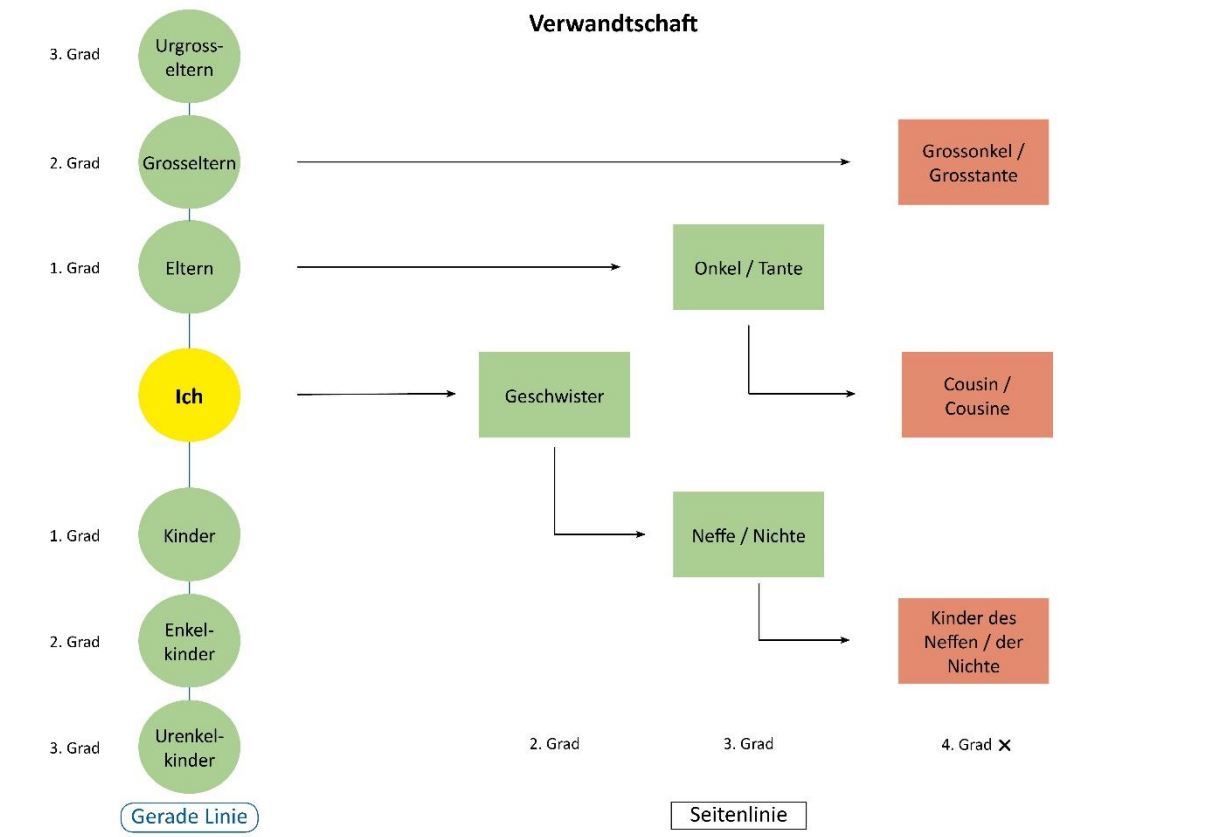 Verwandtschaft
3. Grad
Urgross-
eltern
2. Grad
Grosseltern
Grossonkel /
Grosstante
1. Grad
Eltern
Onkel / Tante
Ich
Geschwister
Cousin /
Cousine
1. Grad
Kinder
Neffe / Nichte
2. Grad
Enkel-
kinder
Kinder des
Neffen / der
Nichte
3. Grad
Urenkel-
kinder
2. Grad
3. Grad
4. Grad ✕
Gerade Linie
Seitenlinie